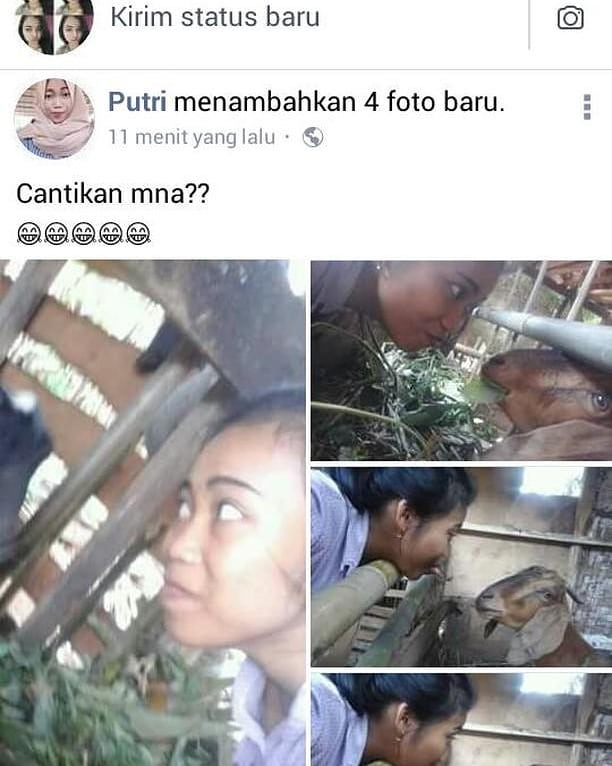 Kirim status baru
Putri menambahkan 4 foto baru.
11 menit yang lalu ·
Cantikan mna??